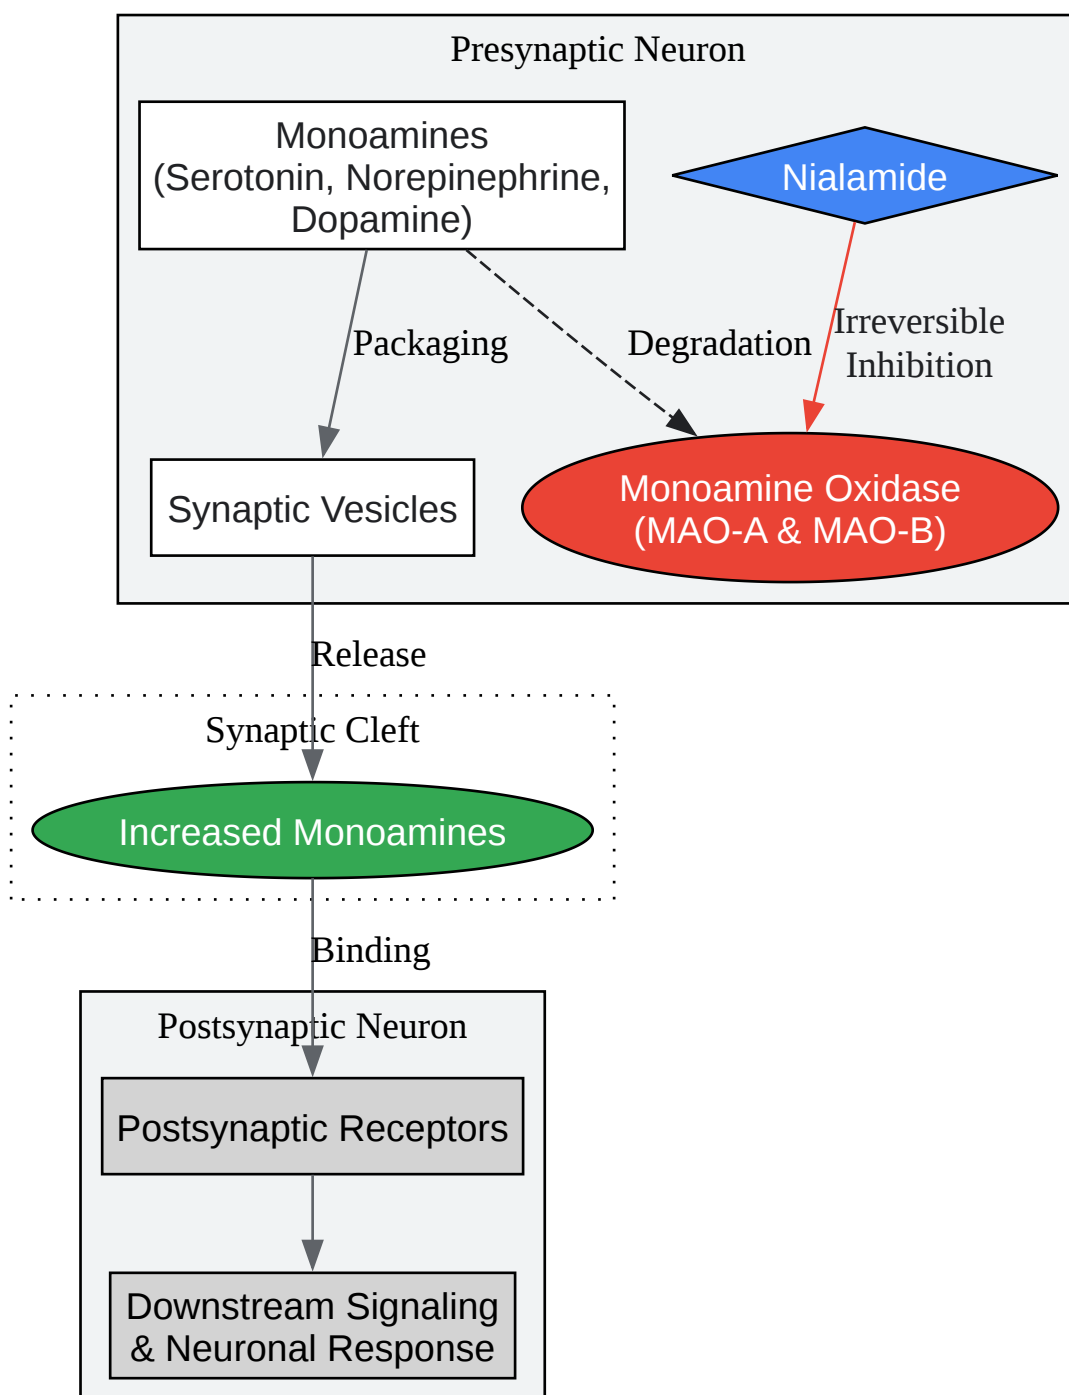 Presynaptic Neuron
Monoamines
(Serotonin, Norepinephrine,
Dopamine)
Nialamide
Packaging
Degradation
Irreversible
Inhibition
Synaptic Vesicles
Monoamine Oxidase
(MAO-A & MAO-B)
Release
Synaptic Cleft
Increased Monoamines
Binding
Postsynaptic Neuron
Postsynaptic Receptors
Downstream Signaling
& Neuronal Response